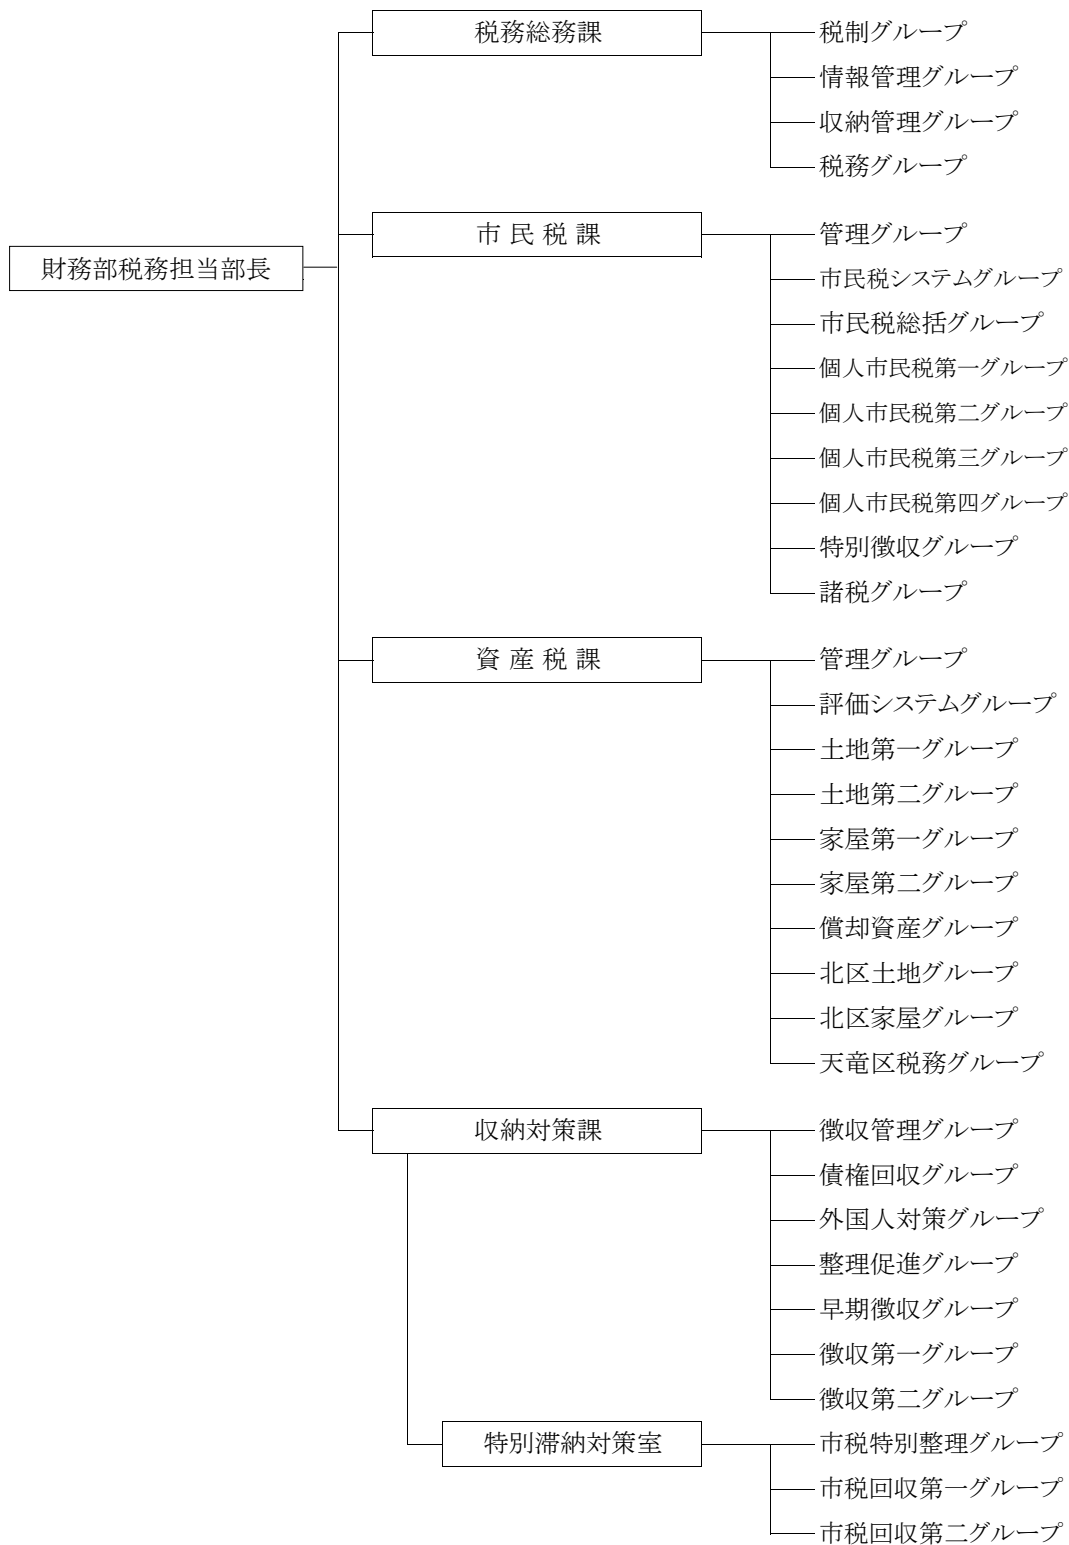 財務部税務担当部長
税務総務課
税制グループ
情報管理グループ
収納管理グループ
税務グループ
市民税課
管理グループ
市民税システムグループ
市民税総括グループ
個人市民税第一グループ
個人市民税第二グループ
個人市民税第三グループ
個人市民税第四グループ
特別徴収グループ
諸税グループ
資産税課
管理グループ
評価システムグループ
土地第一グループ
土地第二グループ
家屋第一グループ
家屋第二グループ
償却資産グループ
北区土地グループ
北区家屋グループ
天竜区税務グループ
収納対策課
徴収管理グループ
債権回収グループ
外国人対策グループ
整理促進グループ
早期徴収グループ
徴収第一グループ
徴収第二グループ
特別滞納対策室
市税特別整理グループ
市税回収第一グループ
市税回収第二グループ